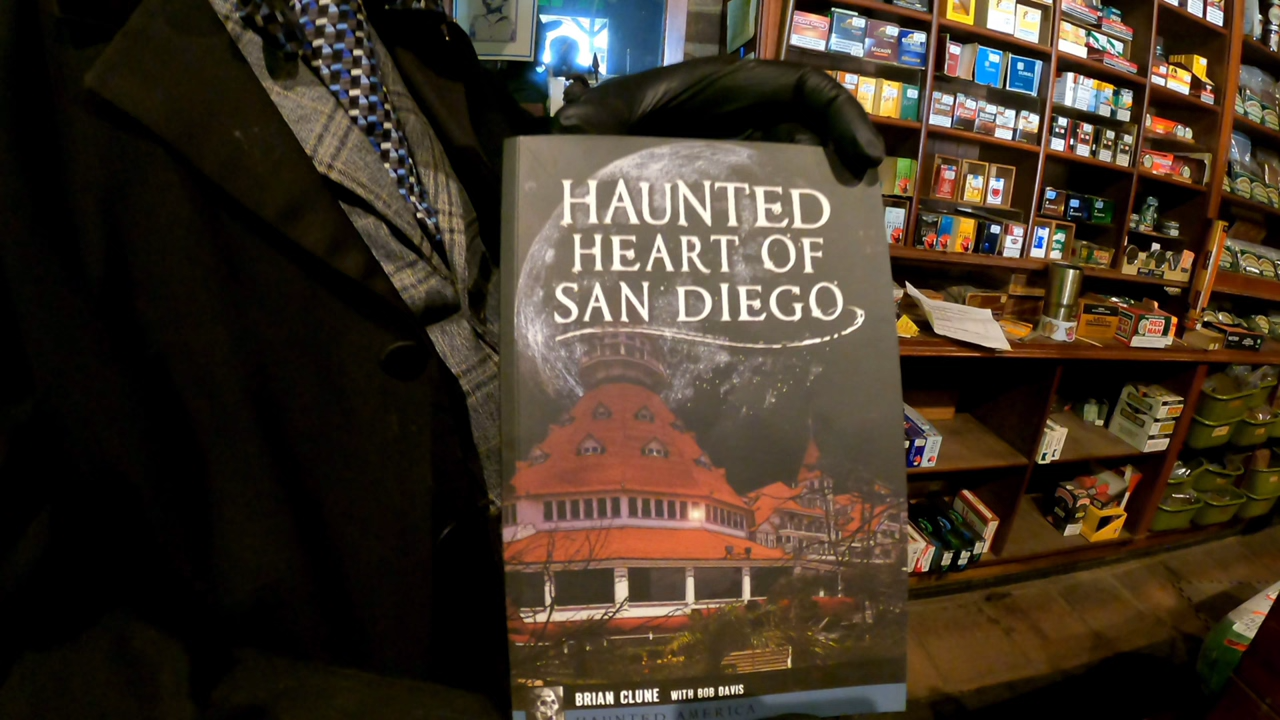 HAUNTED
HEART OF
SAN DIEGO
BRIAN CLUNE WITH BOB DAVIS
HAUNTED AMERICA
RED
MAN